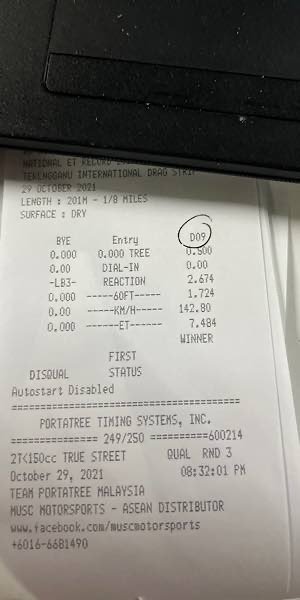 NATIONAL ET RECORD
TERENGGANU INTERNATIONAL DRAG STRIP
29 OCTOBER 2021
LENGTH : 201M - 1/8 MILES
SURFACE : DRY
BYE Entry D09
0.000 0.000 TREE 0.500
0.00 DIAL-IN 0.00
-LB3- REACTION 2.674
0.000 -----60FT----- 1.724
0.00 -----KM/H----- 142.80
0.000 ------ET------ 7.484
WINNER
FIRST
DISQUAL STATUS
Autostart Disabled
========================================
PORTATREE TIMING SYSTEMS, INC.
=============== 249/250 ==========600214
2T<150cc TRUE STREET QUAL RND 3
October 29, 2021 08:32:01 PM
TEAM PORTATREE MALAYSIA
MUSC MOTORSPORTS - ASEAN DISTRIBUTOR
www.facebook.com/muscmotorsports
+6016-6681490